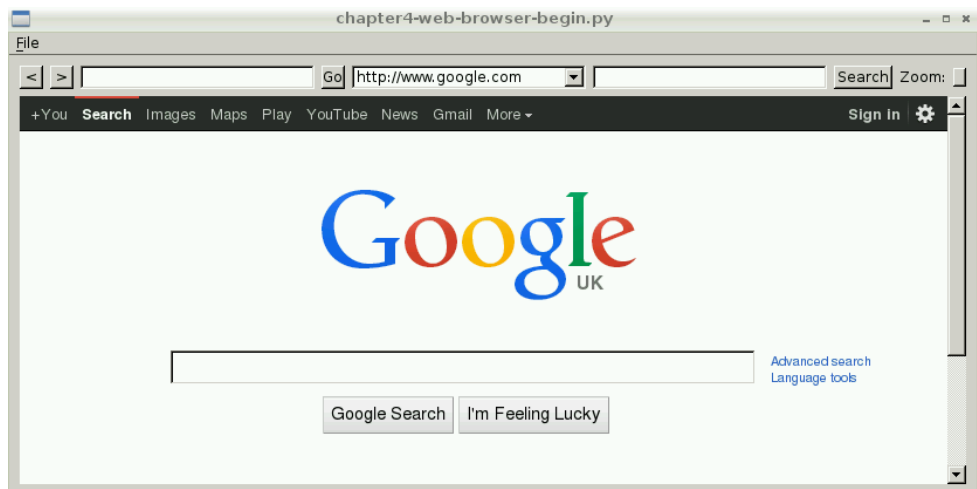 chapter4-web-browser-begin.py
File
< > Go http://www.google.com Search Zoom:
+You Search Images Maps Play YouTube News Gmail More Sign in
Google
UK
Advanced search
Language tools
Google Search I'm Feeling Lucky